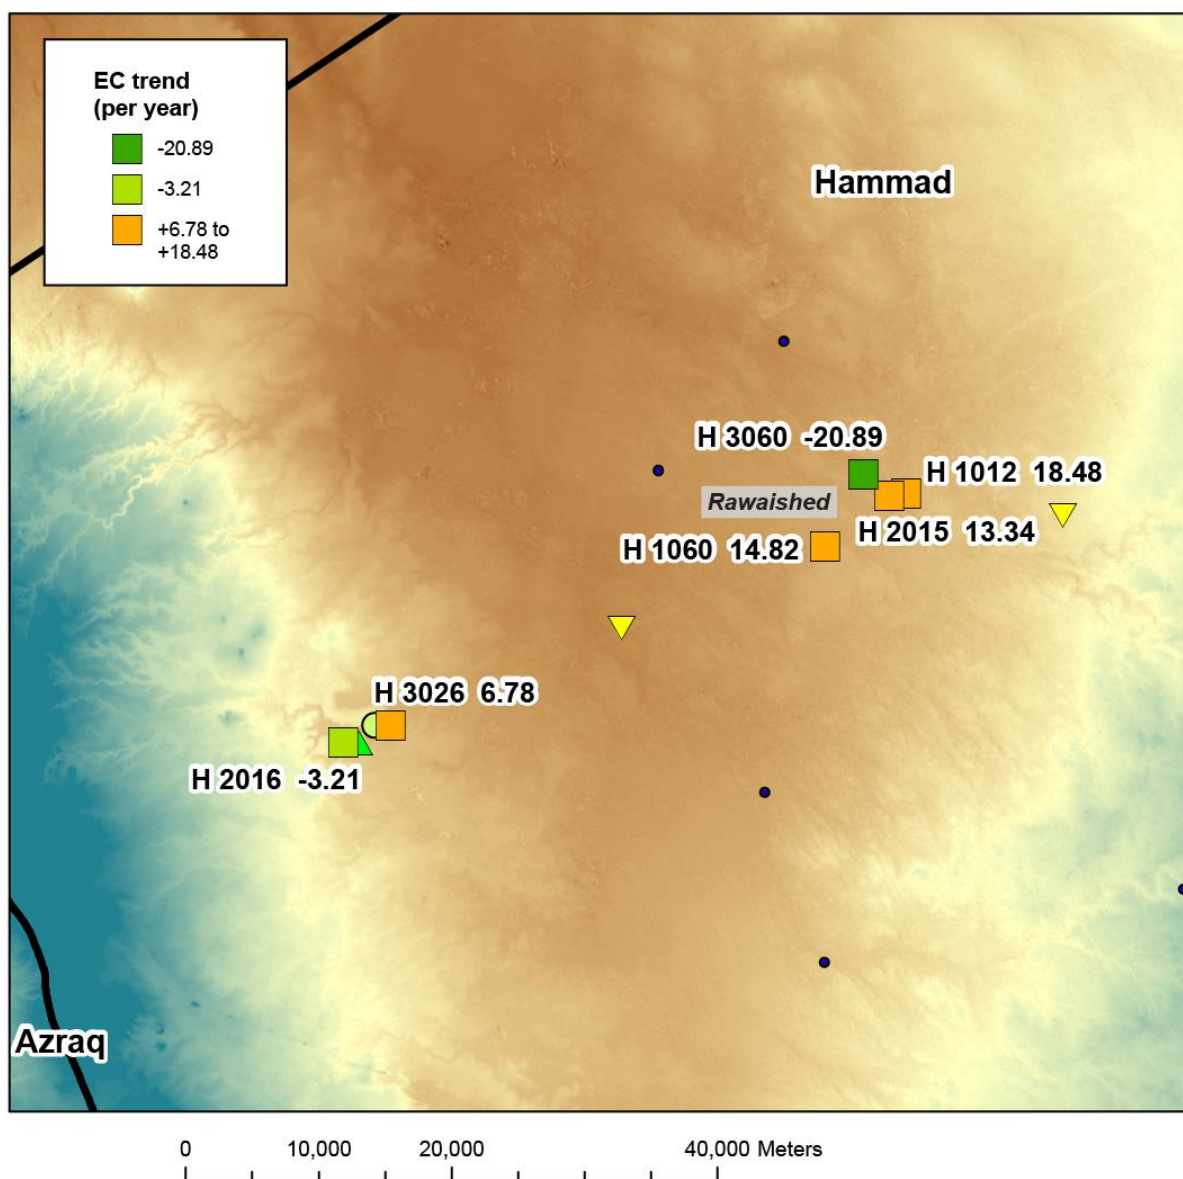 EC trend
(per year)
-20.89
-3.21
+6.78 to
+18.48
Hammad
H 3060 -20.89
H 1012 18.48
Rawaished
H 2015 13.34
H 1060 14.82
H 3026 6.78
H 2016 -3.21
Azraq
0 10,000 20,000 40,000 Meters